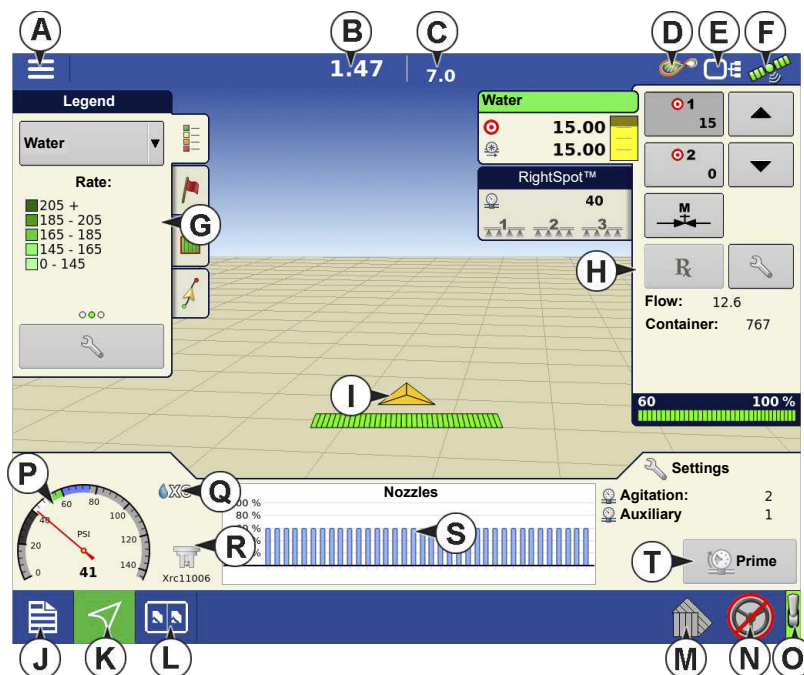 A
B
C
D
E
F
1.47
7.0
Legend
Water
Rate:
205 +
185 - 205
165 - 185
145 - 165
0 - 145
G
Water
15.00
15.00
RightSpot™
40
1 2 3
1
15
2
0
M
H
R
Flow: 12.6
Container: 767
60 100 %
I
P
0
20
40
60
80
100
120
140
PSI
41
XC
Q
R
Xrc11006
Nozzles
100 %
80 %
%
%
%
S
Settings
Agitation: 2
Auxiliary 1
T
Prime
J
K
L
M
N
O